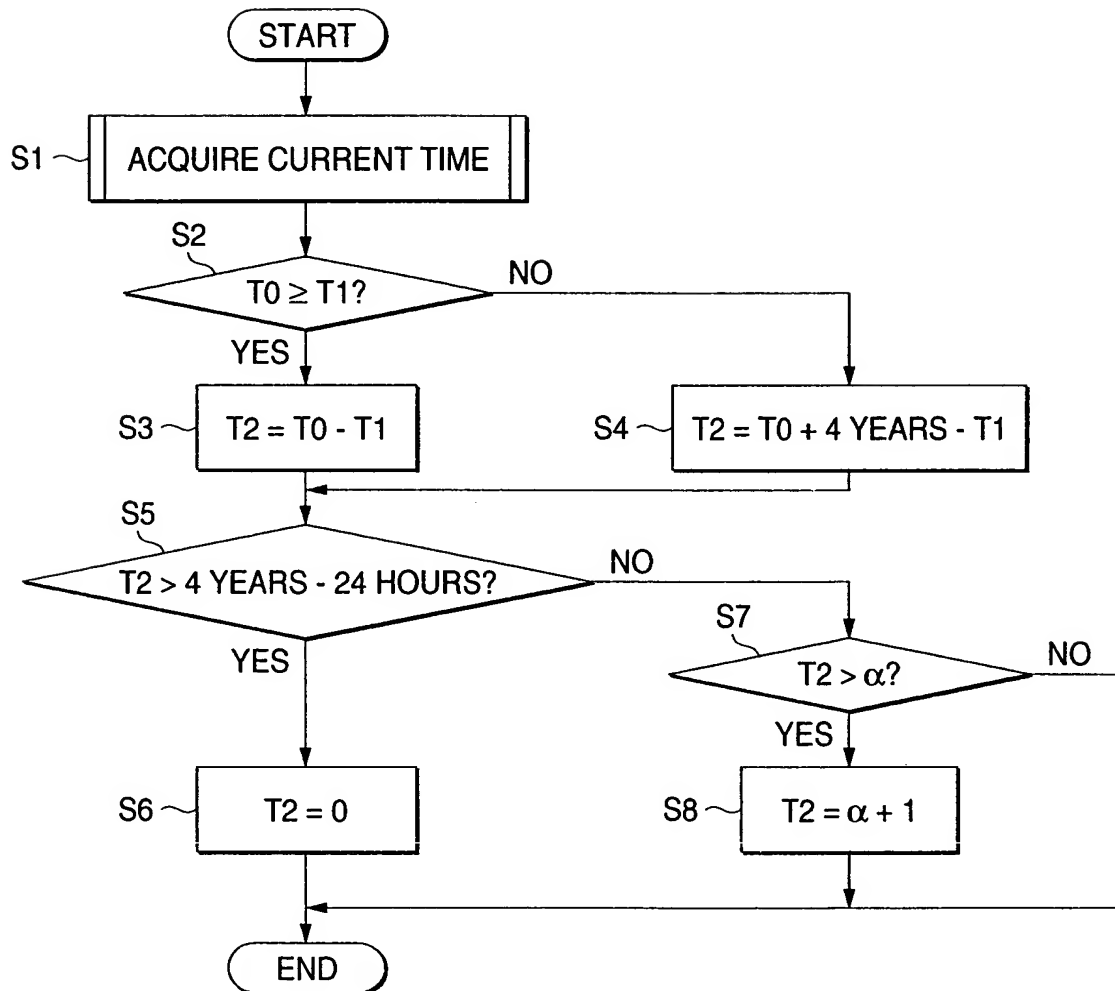 START
S1
ACQUIRE CURRENT TIME
S2
T0 ≥ T1?
NO
YES
S3
T2 = T0 - T1
S4
T2 = T0 + 4 YEARS - T1
S5
T2 > 4 YEARS - 24 HOURS?
NO
YES
S7
T2 > α?
NO
YES
S6
T2 = 0
S8
T2 = α + 1
END